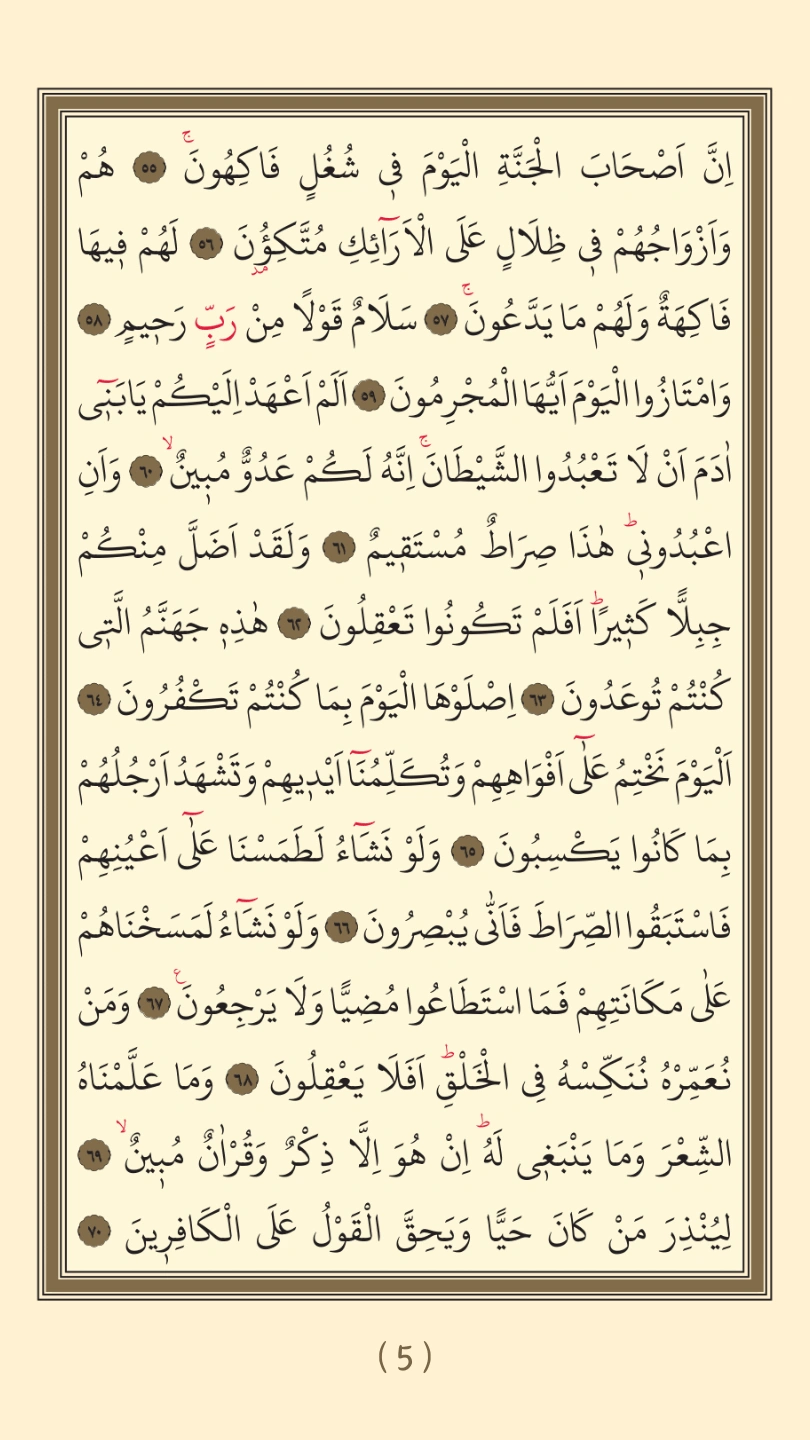 اِنَّ اَصْحَابَ الْجَنَّةِ الْيَوْمَ فٖي شُغُلٍ فَاكِهُونَۚ ﴿٥٥﴾ هُمْ
وَاَزْوَاجُهُمْ فٖي ظِلَالٍ عَلَى الْاَرَٓائِكِ مُتَّكِؤُ۫نَ ﴿٥٦﴾ لَهُمْ فٖيهَا
فَاكِهَةٌ وَلَهُمْ مَا يَدَّعُونَۚ ﴿٥٧﴾ سَلَامٌ قَوْلًا مِنْ رَبٍّ رَحٖيمٍ ﴿٥٨﴾
وَامْتَازُوا الْيَوْمَ اَيُّهَا الْمُجْرِمُونَ ﴿٥٩﴾ اَلَمْ اَعْهَدْ اِلَيْكُمْ يَابَنٖٓي
اٰدَمَ اَنْ لَا تَعْبُدُوا الشَّيْطَانَۚ اِنَّهُ لَكُمْ عَدُوٌّ مُبٖينٌۙ ﴿٦٠﴾ وَاَنِ
اعْبُدُونٖيؕ هٰذَا صِرَاطٌ مُسْتَقٖيمٌ ﴿٦١﴾ وَلَقَدْ اَضَلَّ مِنْكُمْ
جِبِلًّا كَثٖيرًاؕ اَفَلَمْ تَكُونُوا تَعْقِلُونَ ﴿٦٢﴾ هٰذِهٖ جَهَنَّمُ الَّتٖي
كُنْتُمْ تُوعَدُونَ ﴿٦٣﴾ اِصْلَوْهَا الْيَوْمَ بِمَا كُنْتُمْ تَكْفُرُونَ ﴿٦٤﴾
اَلْيَوْمَ نَخْتِمُ عَلٰٓى اَفْوَاهِهِمْ وَتُكَلِّمُنَٓا اَيْدٖيهِمْ وَتَشْهَدُ اَرْجُلُهُمْ
بِمَا كَانُوا يَكْسِبُونَ ﴿٦٥﴾ وَلَوْ نَشَٓاءُ لَطَمَسْنَا عَلٰٓى اَعْيُنِهِمْ
فَاسْتَبَقُوا الصِّرَاطَ فَاَنّٰى يُبْصِرُونَ ﴿٦٦﴾ وَلَوْ نَشَٓاءُ لَمَسَخْنَاهُمْ
عَلٰى مَكَانَتِهِمْ فَمَا اسْتَطَاعُوا مُضِيًّا وَلَا يَرْجِعُونَࣖ ﴿٦٧﴾ وَمَنْ
نُعَمِّرْهُ نُنَكِّسْهُ فِي الْخَلْقِؕ اَفَلَا يَعْقِلُونَ ﴿٦٨﴾ وَمَا عَلَّمْنَاهُ
الشِّعْرَ وَمَا يَنْبَغٖي لَهُؕ اِنْ هُوَ اِلَّا ذِكْرٌ وَقُرْاٰنٌ مُبٖينٌۙ ﴿٦٩﴾
لِيُنْذِرَ مَنْ كَانَ حَيًّا وَيَحِقَّ الْقَوْلُ عَلَى الْكَافِرٖينَ ﴿٧٠﴾
(5)